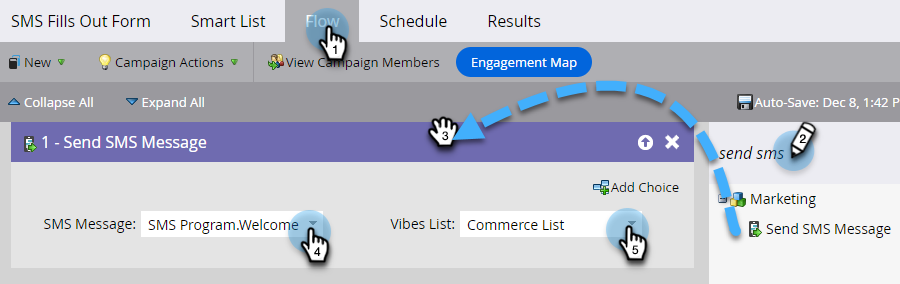 SMS Fills Out Form Smart List Flow Schedule Results
1
New Campaign Actions View Campaign Members Engagement Map
Collapse All Expand All Auto-Save: Dec 8, 1:42 P
3
1 - Send SMS Message
send sms
2
Add Choice
Marketing
SMS Message: SMS Program.Welcome Vibes List: Commerce List
Send SMS Message
4
5